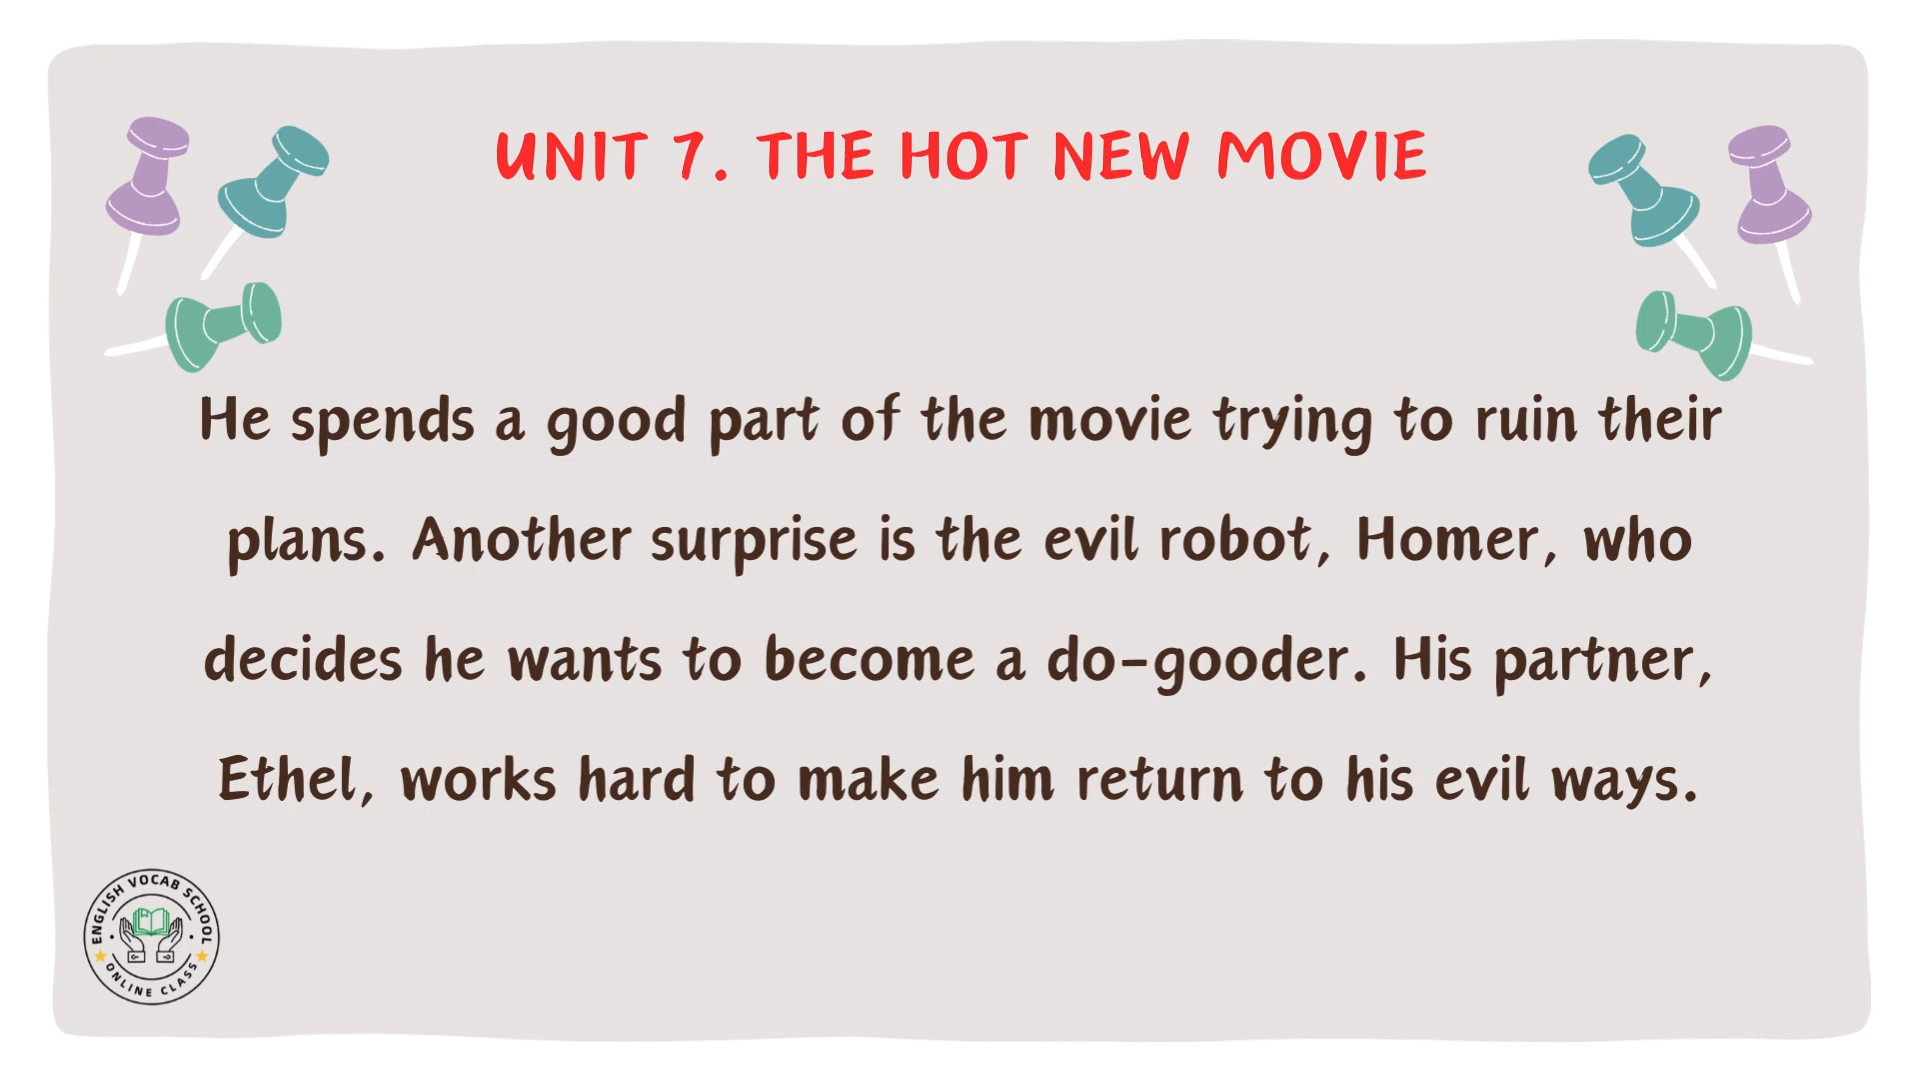 UNIT 7. THE HOT NEW MOVIE
He spends a good part of the movie trying to ruin their
plans. Another surprise is the evil robot, Homer, who
decides he wants to become a do-gooder. His partner,
Ethel, works hard to make him return to his evil ways.
ENGLISH VOCAB SCHOOL
ONLINE CLASS